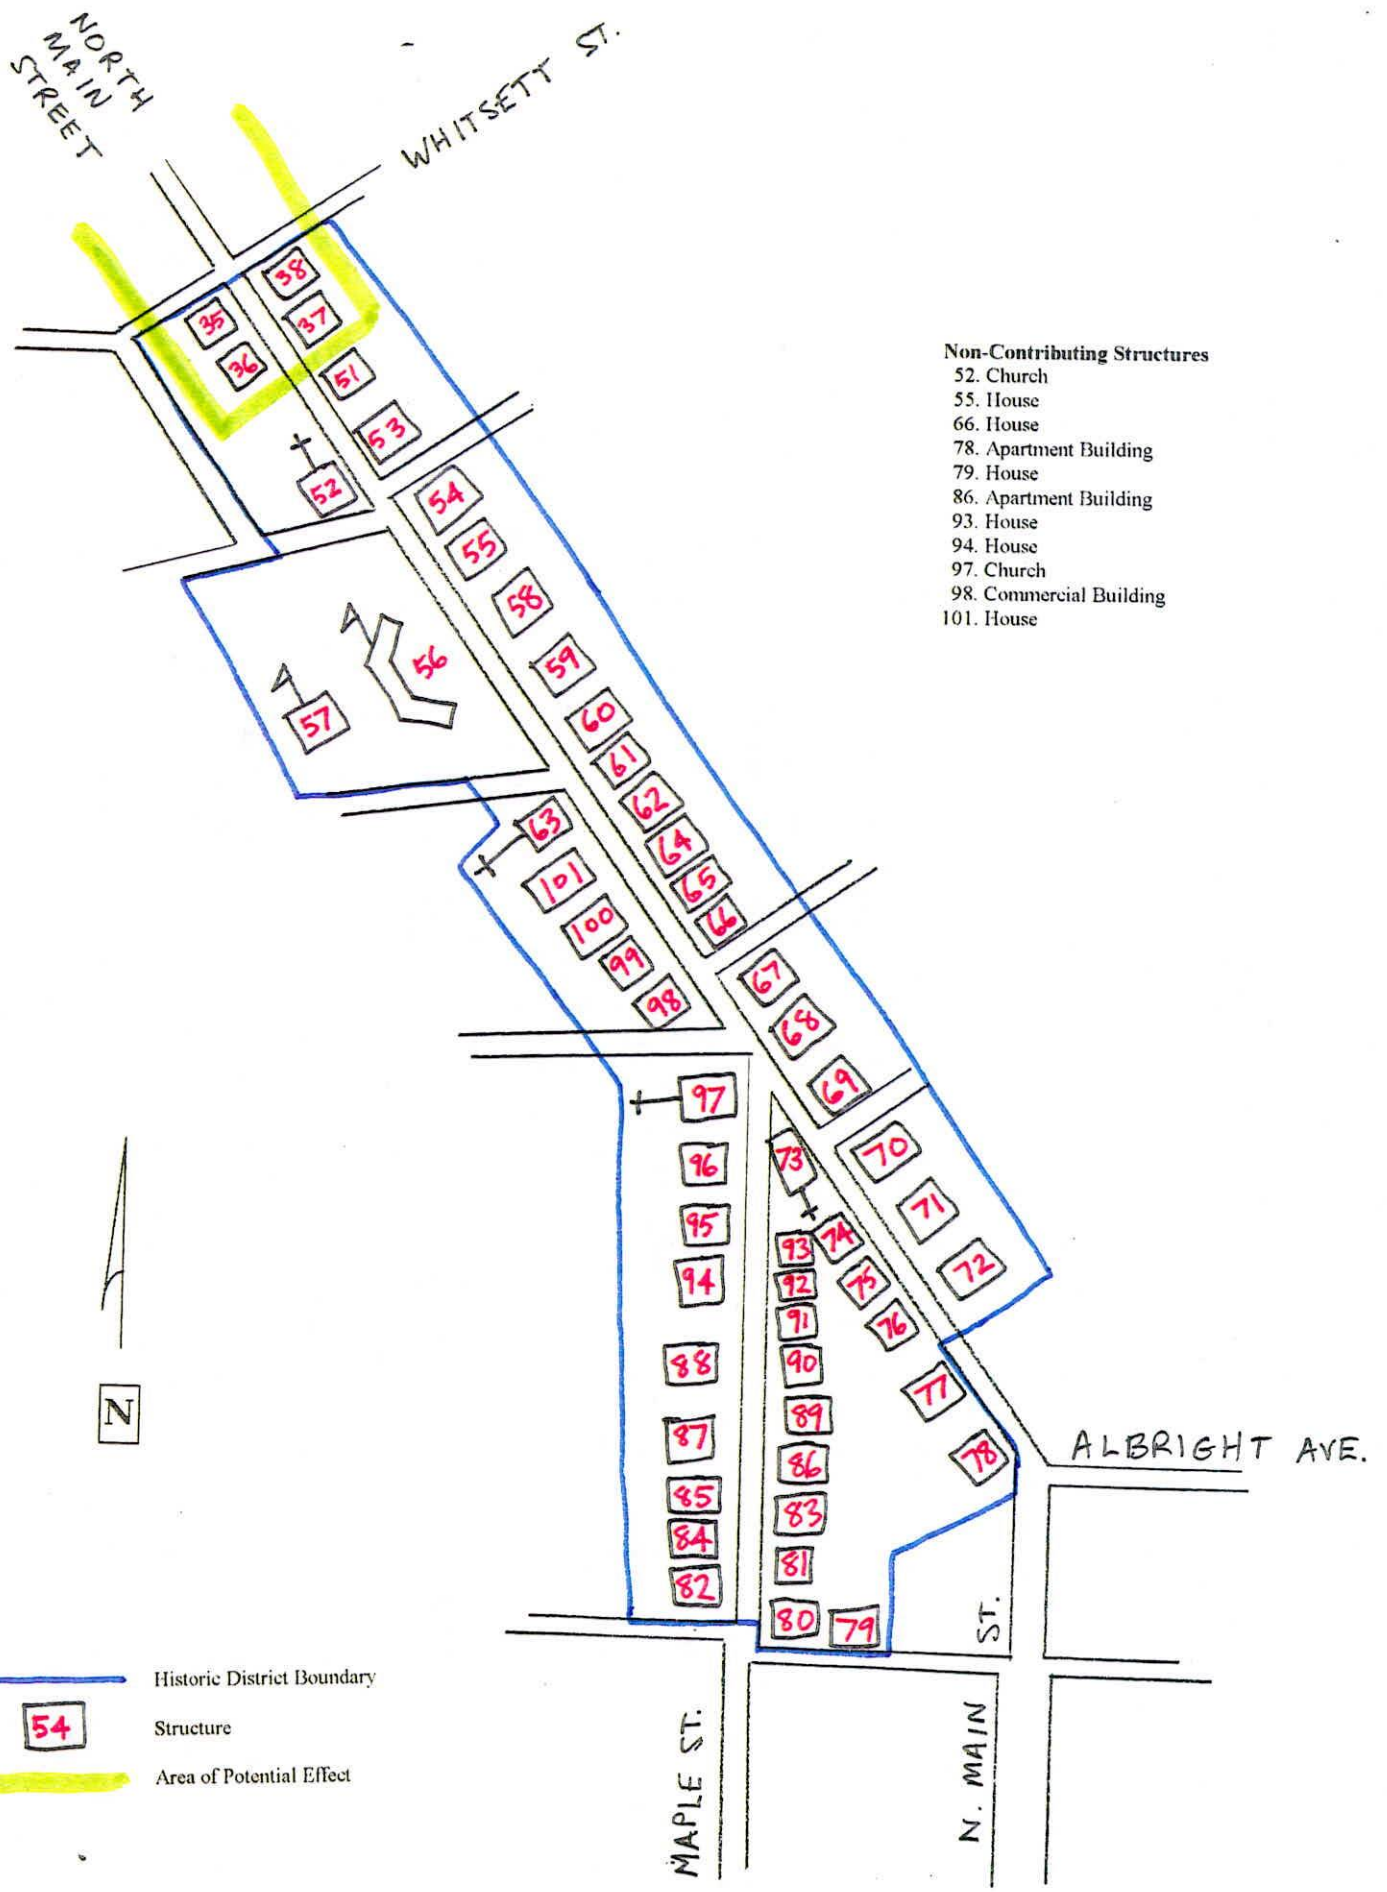 NORTH
MAIN
STREET
WHITSETT ST.
38
35
37
36
51
53
52
54
55
58
56
59
57
60
61
62
63
64
101
65
100
66
99
67
98
68
69
97
73
70
96
71
95
74
93
72
94
92
75
91
76
88
90
77
89
87
86
78
85
83
84
81
82
80
79
Non-Contributing Structures
52. Church
55. House
66. House
78. Apartment Building
79. House
86. Apartment Building
93. House
94. House
97. Church
98. Commercial Building
101. House
N
ALBRIGHT AVE.
MAPLE ST.
N. MAIN ST.
Historic District Boundary
54 Structure
Area of Potential Effect